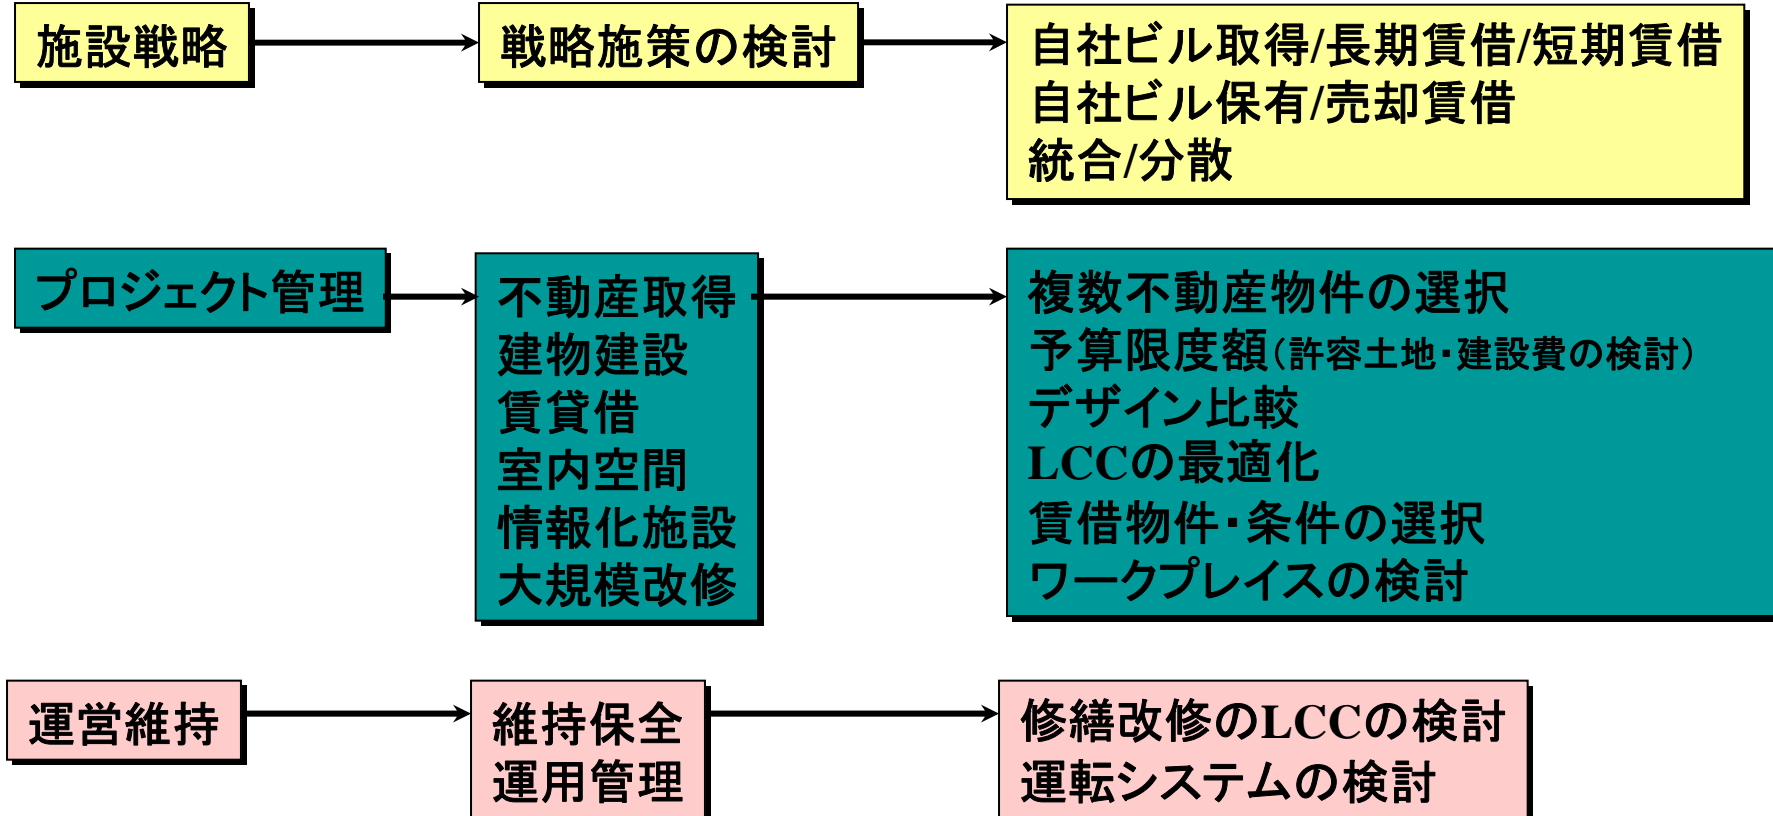 施設戦略
戦略施策の検討
自社ビル取得/長期賃借/短期賃借
自社ビル保有/売却賃借
統合/分散
プロジェクト管理
不動産取得
建物建設
賃貸借
室内空間
情報化施設
大規模改修
複数不動産物件の選択
予算限度額(許容土地・建設費の検討)
デザイン比較
LCCの最適化
賃借物件・条件の選択
ワークプレイスの検討
運営維持
維持保全
運用管理
修繕改修のLCCの検討
運転システムの検討